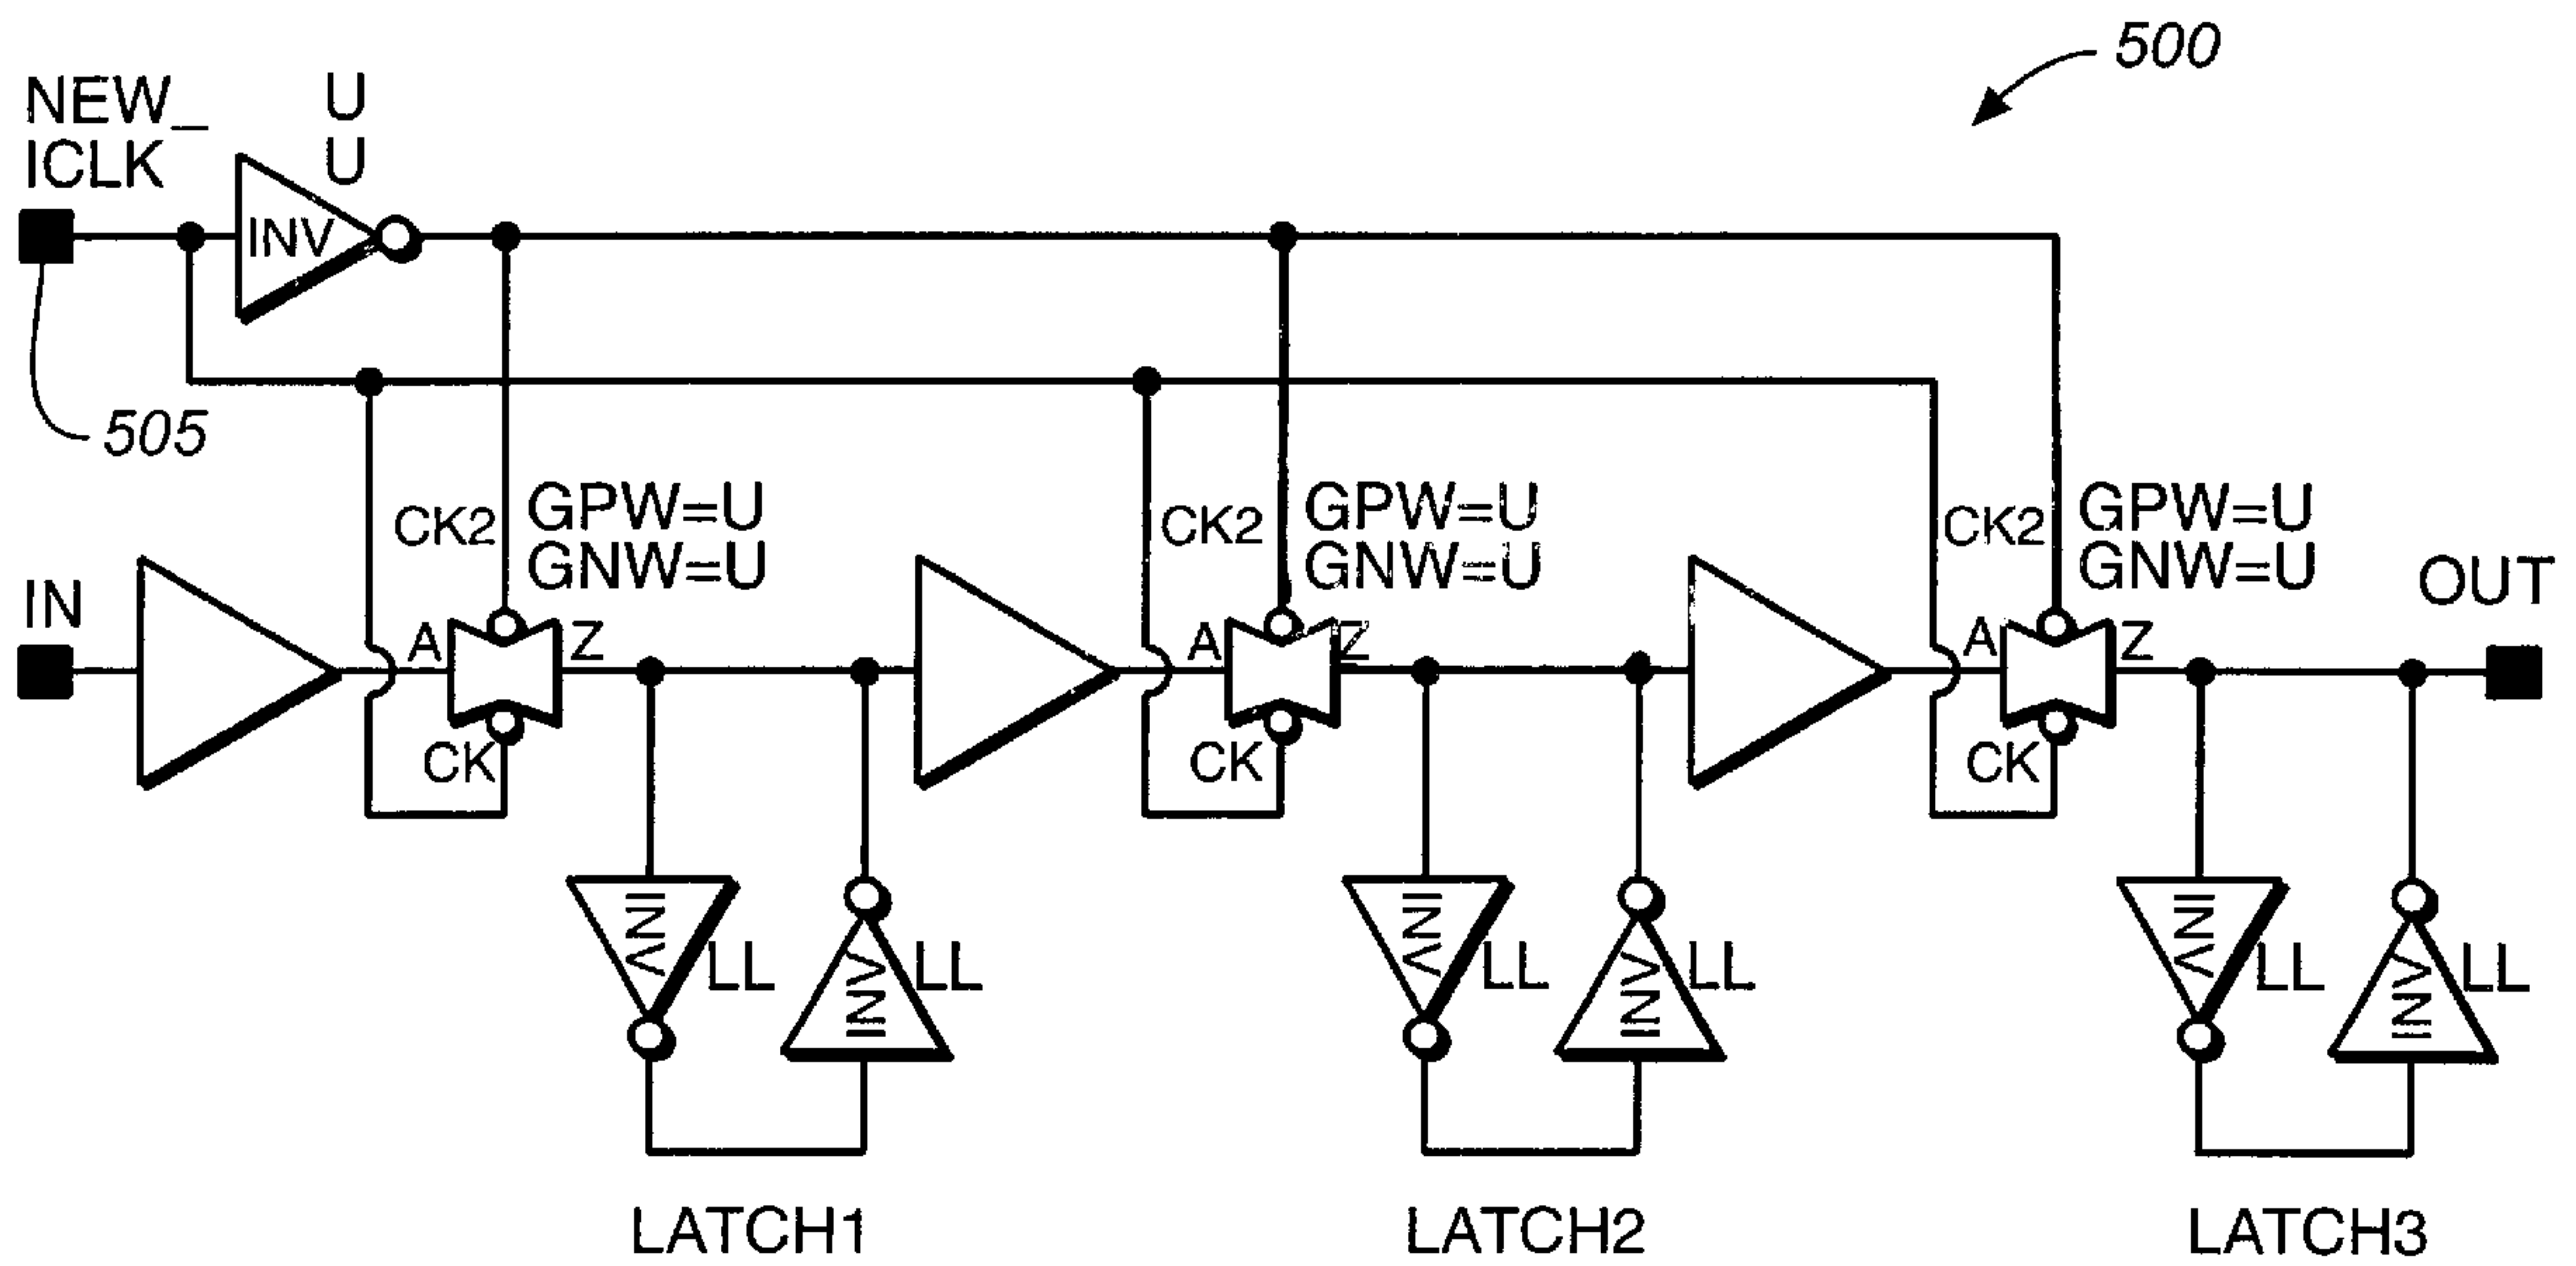 500
NEW_
ICLK
U
U
INV
505
CK2
GPW=U
GNW=U
CK2
GPW=U
GNW=U
CK2
GPW=U
GNW=U
IN
A
Z
A
Z
A
Z
OUT
CK
CK
CK
INV
LL
INV
LL
INV
LL
INV
LL
INV
LL
INV
LL
LATCH1
LATCH2
LATCH3